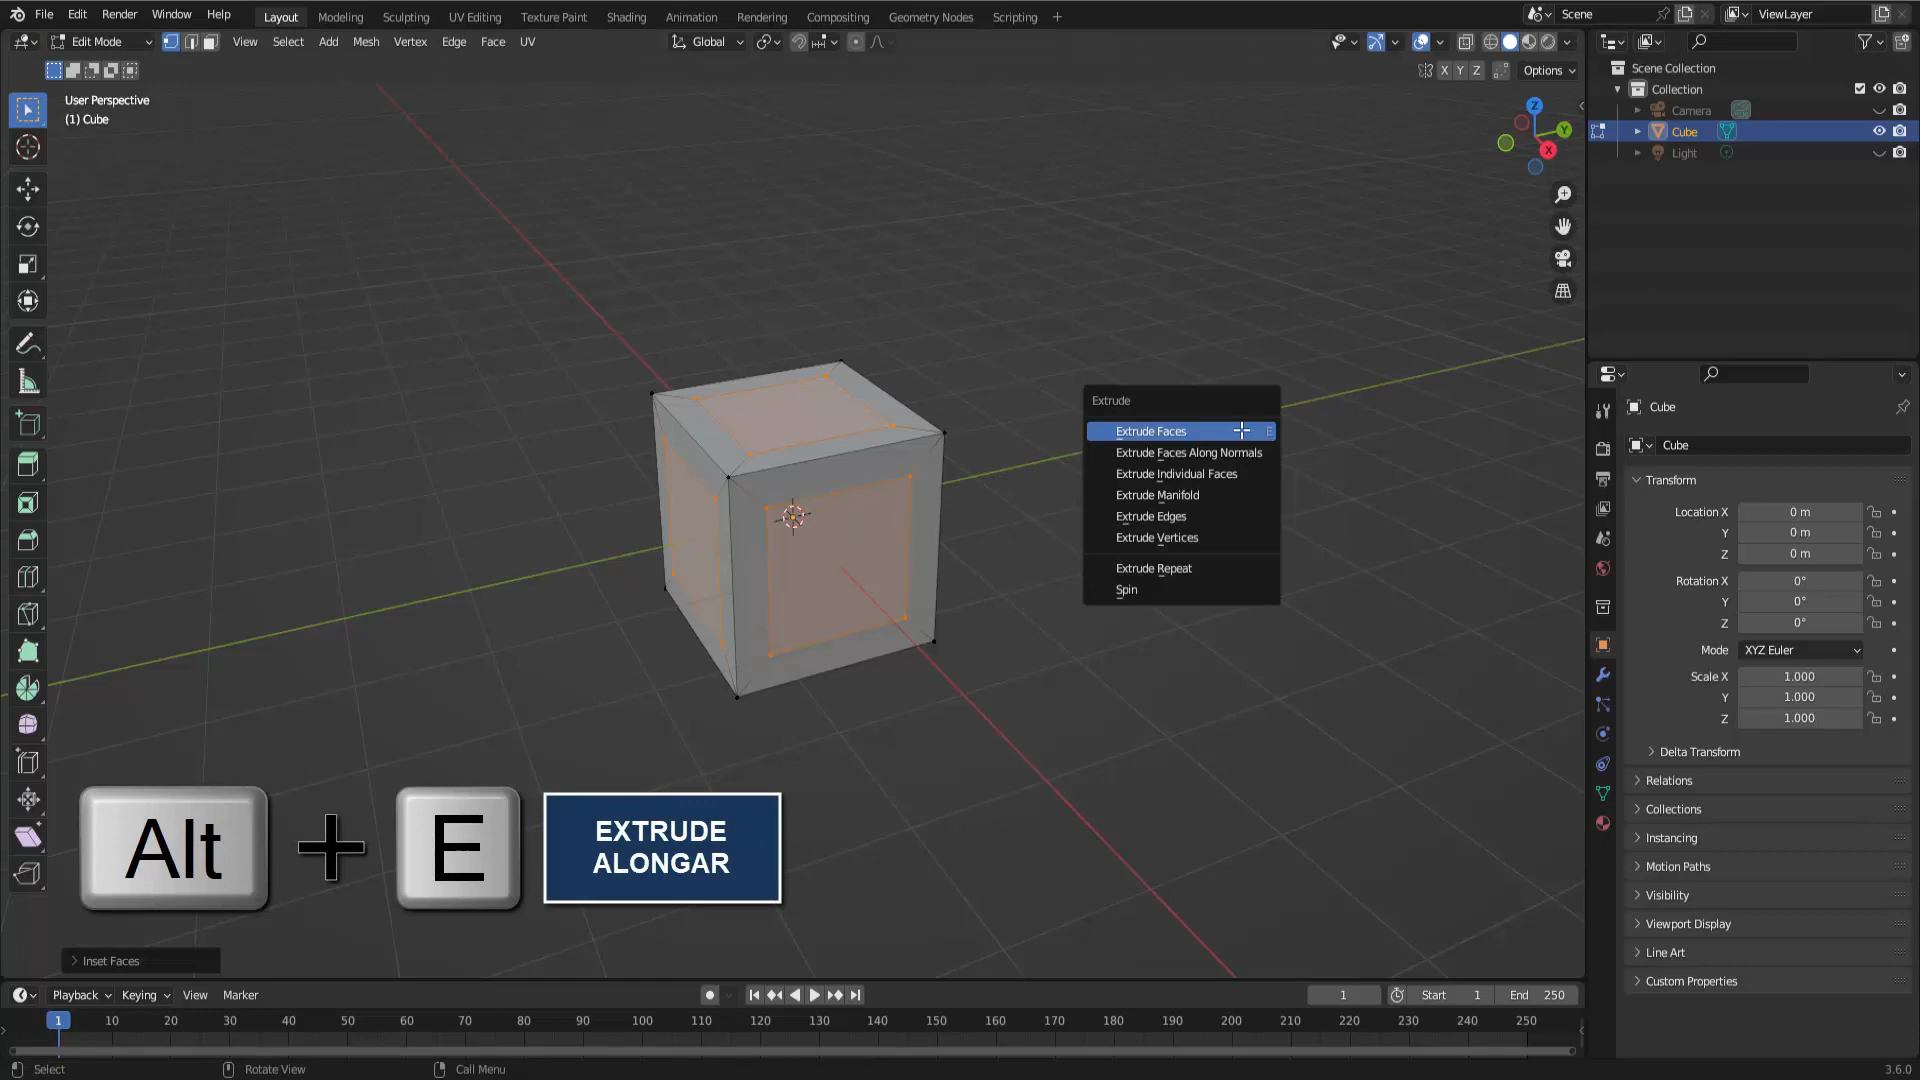 File Edit Render Window Help Layout Modeling Sculpting UV Editing Texture Paint Shading Animation Rendering Compositing Geometry Nodes Scripting + Scene ViewLayer
Edit Mode View Select Add Mesh Vertex Edge Face UV Global
X Y Z Options
User Perspective
(1) Cube
Z
Y
X
Scene Collection
Collection
Camera
Cube
Light
Extrude
Extrude Faces E
Extrude Faces Along Normals
Extrude Individual Faces
Extrude Manifold
Extrude Edges
Extrude Vertices
Extrude Repeat
Spin
Cube
Cube
Transform
Location X 0 m
Y 0 m
Z 0 m
Rotation X 0°
Y 0°
Z 0°
Mode XYZ Euler
Scale X 1.000
Y 1.000
Z 1.000
Delta Transform
Relations
Collections
Instancing
Motion Paths
Visibility
Viewport Display
Line Art
Custom Properties
Alt + E
EXTRUDE
ALONGAR
Inset Faces
Playback Keying View Marker 1 Start 1 End 250
1 10 20 30 40 50 60 70 80 90 100 110 120 130 140 150 160 170 180 190 200 210 220 230 240 250
Select Rotate View Call Menu 3.6.0